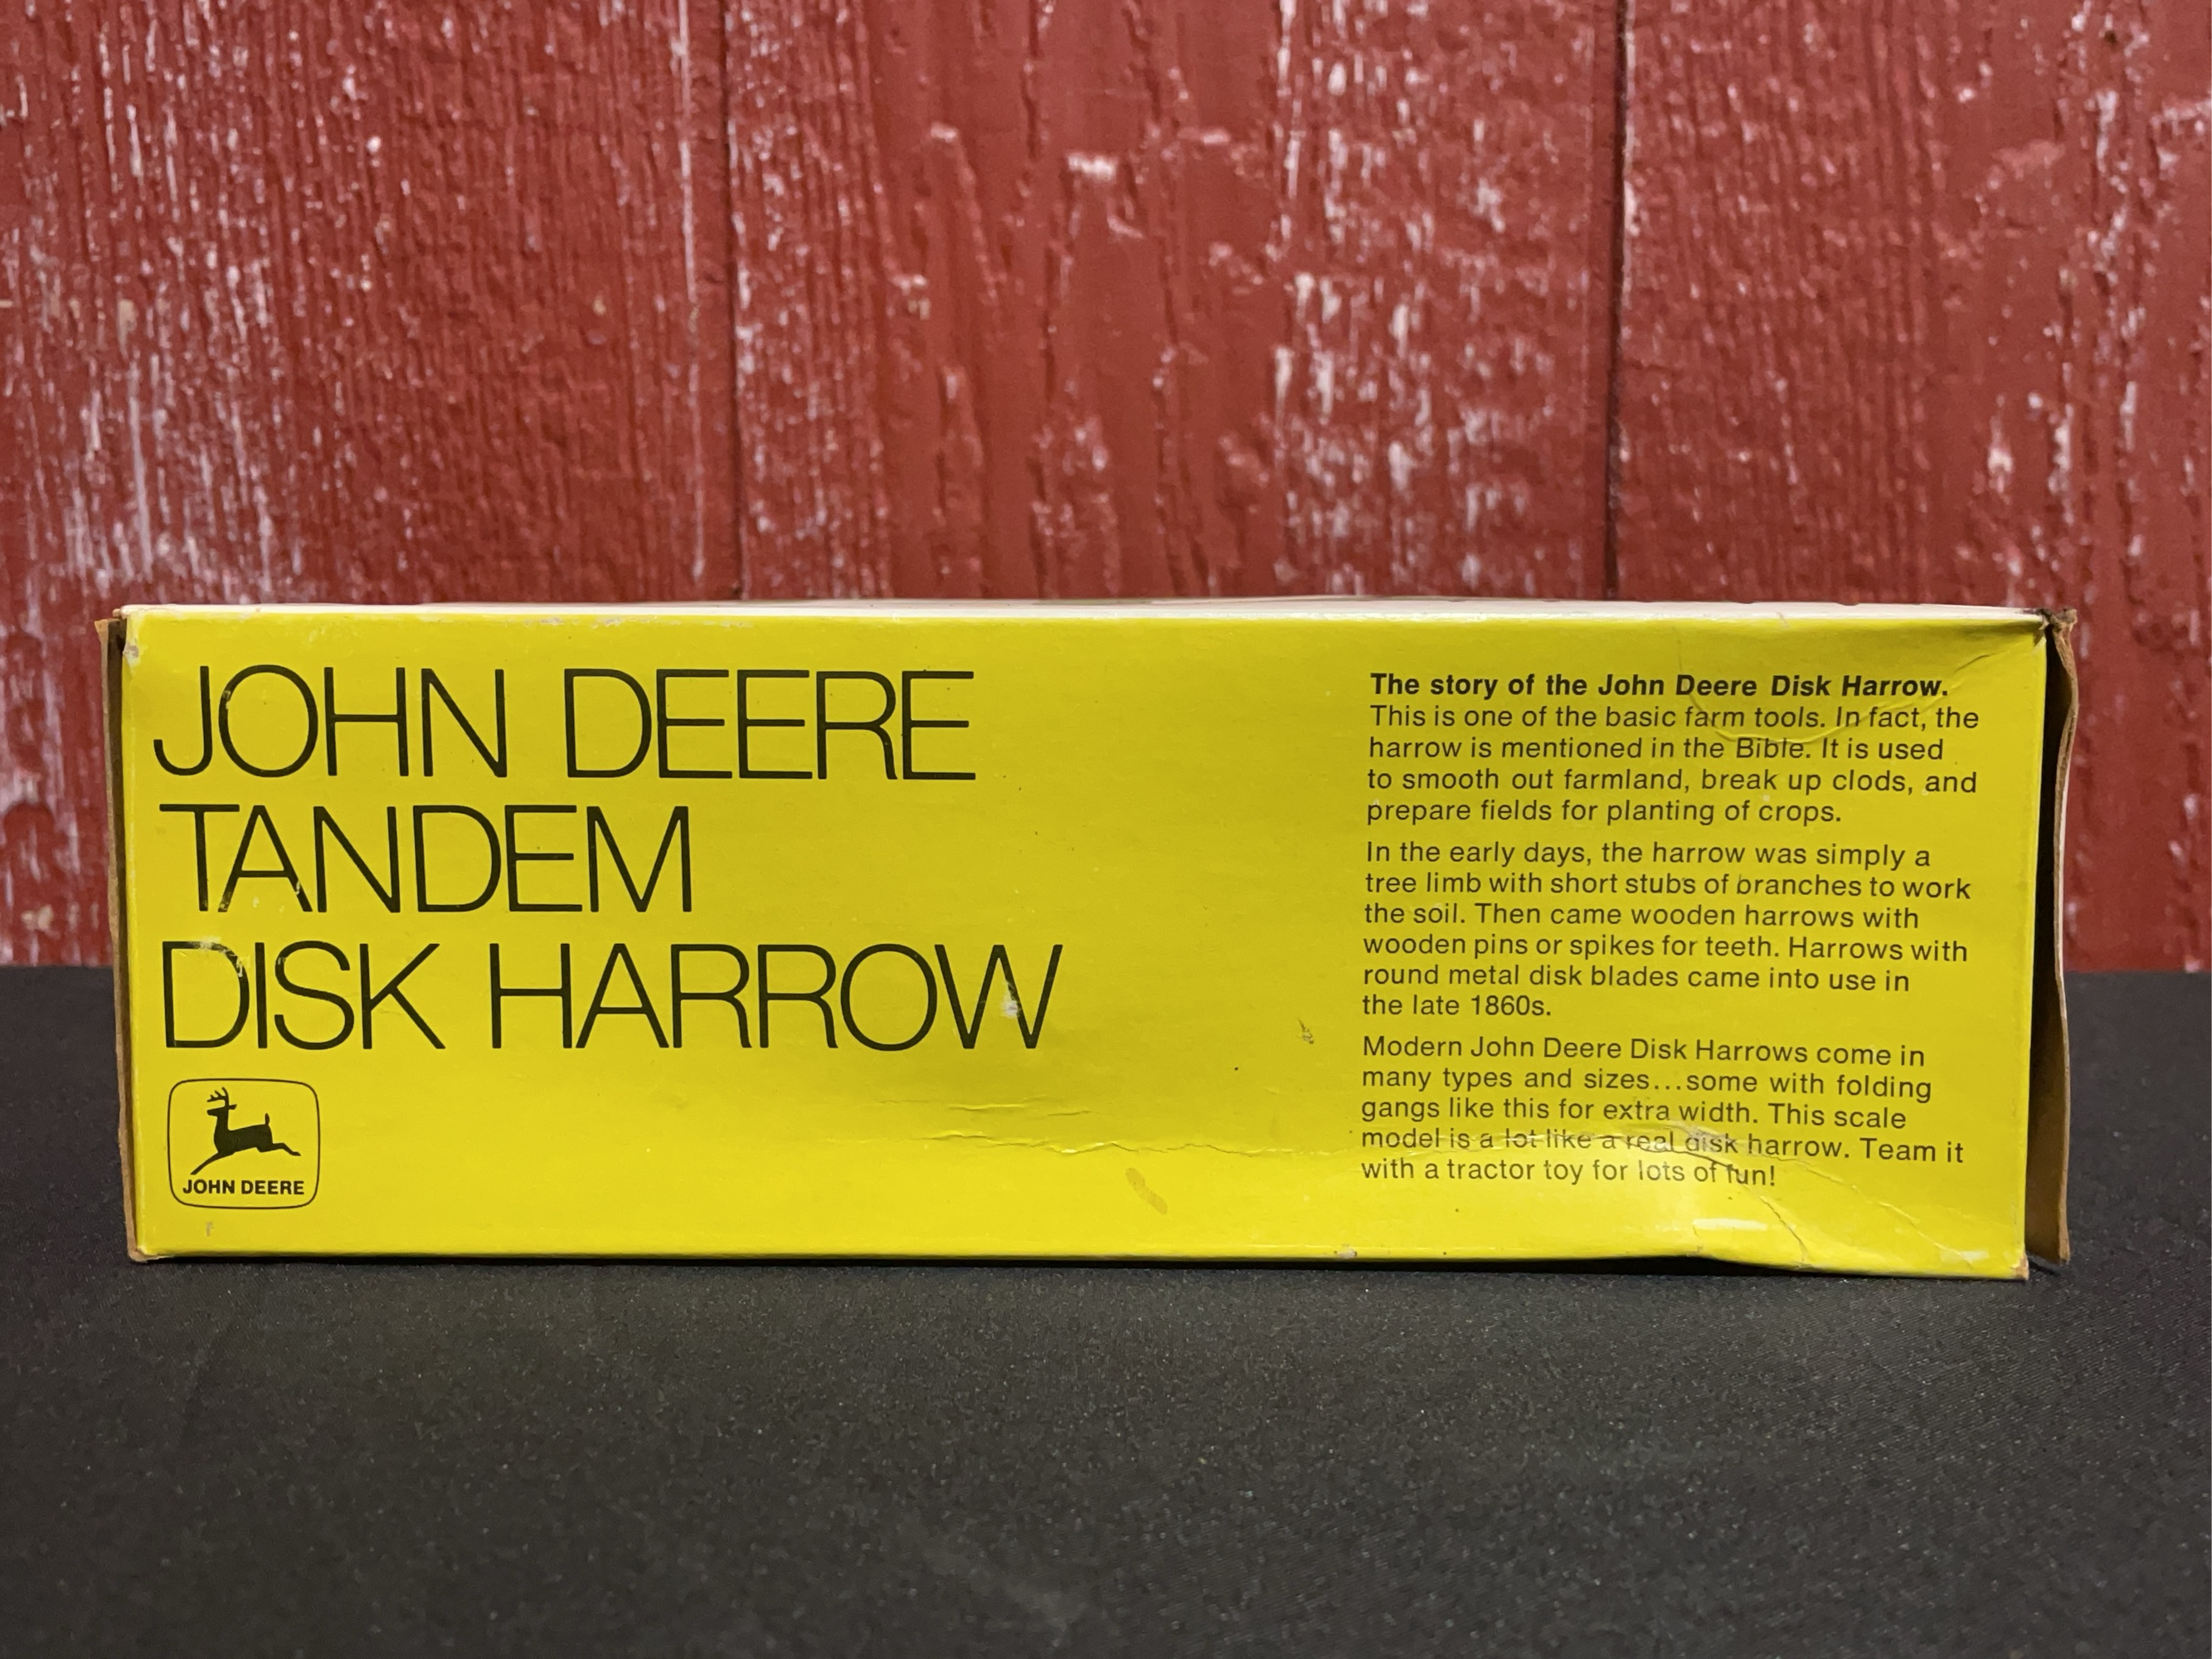 JOHN DEERE
TANDEM
DISK HARROW
JOHN DEERE
The story of the John Deere Disk Harrow.
This is one of the basic farm tools. In fact, the
harrow is mentioned in the Bible. It is used
to smooth out farmland, break up clods, and
prepare fields for planting of crops.
In the early days, the harrow was simply a
tree limb with short stubs of branches to work
the soil. Then came wooden harrows with
wooden pins or spikes for teeth. Harrows with
round metal disk blades came into use in
the late 1860s.
Modern John Deere Disk Harrows come in
many types and sizes...some with folding
gangs like this for extra width. This scale
model is a lot like a real disk harrow. Team it
with a tractor toy for lots of fun!